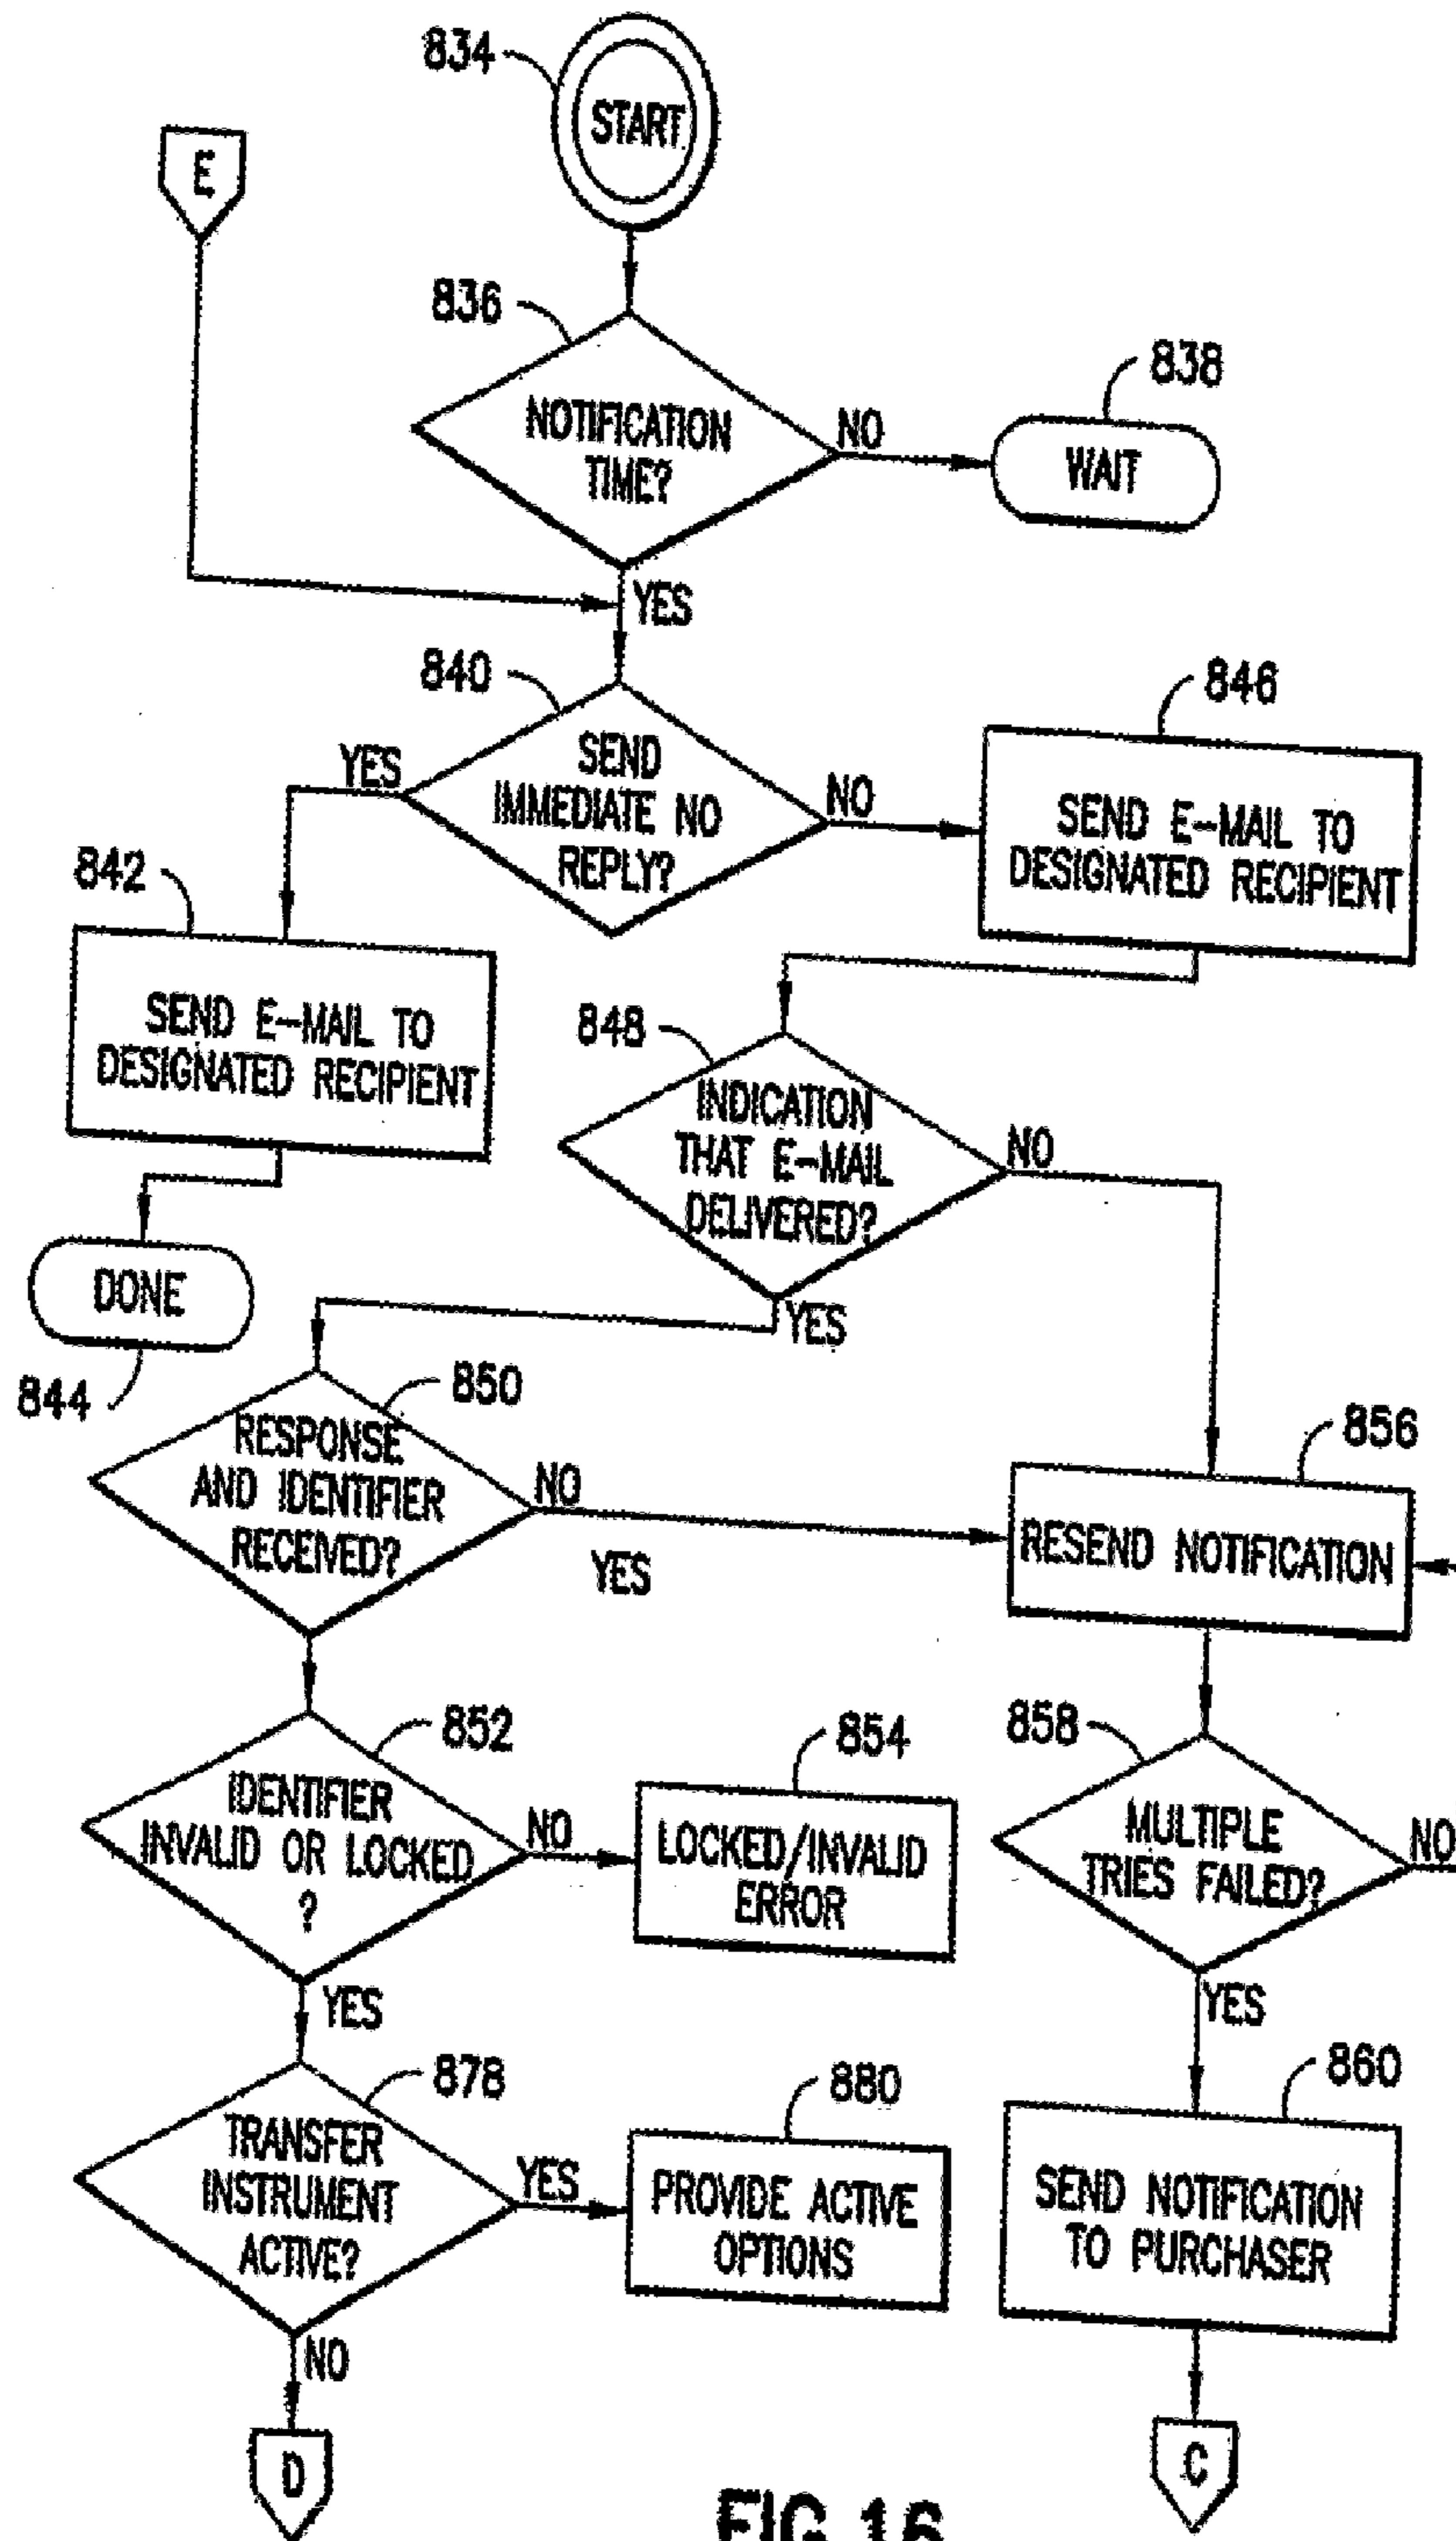 834
START
E
836
NOTIFICATION
TIME?
NO
838
WAIT
YES
840
SEND
IMMEDIATE NO
REPLY?
YES
NO
846
SEND E-MAIL TO
DESIGNATED RECIPIENT
842
SEND E-MAIL TO
DESIGNATED RECIPIENT
848
INDICATION
THAT E-MAIL
DELIVERED?
NO
YES
DONE
844
850
RESPONSE
AND IDENTIFIER
RECEIVED?
NO
YES
856
RESEND NOTIFICATION
852
IDENTIFIER
INVALID OR LOCKED
?
NO
854
LOCKED/INVALID
ERROR
858
MULTIPLE
TRIES FAILED?
NO
YES
YES
878
TRANSFER
INSTRUMENT
ACTIVE?
YES
880
PROVIDE ACTIVE
OPTIONS
860
SEND NOTIFICATION
TO PURCHASER
NO
D
C
FIG. 16